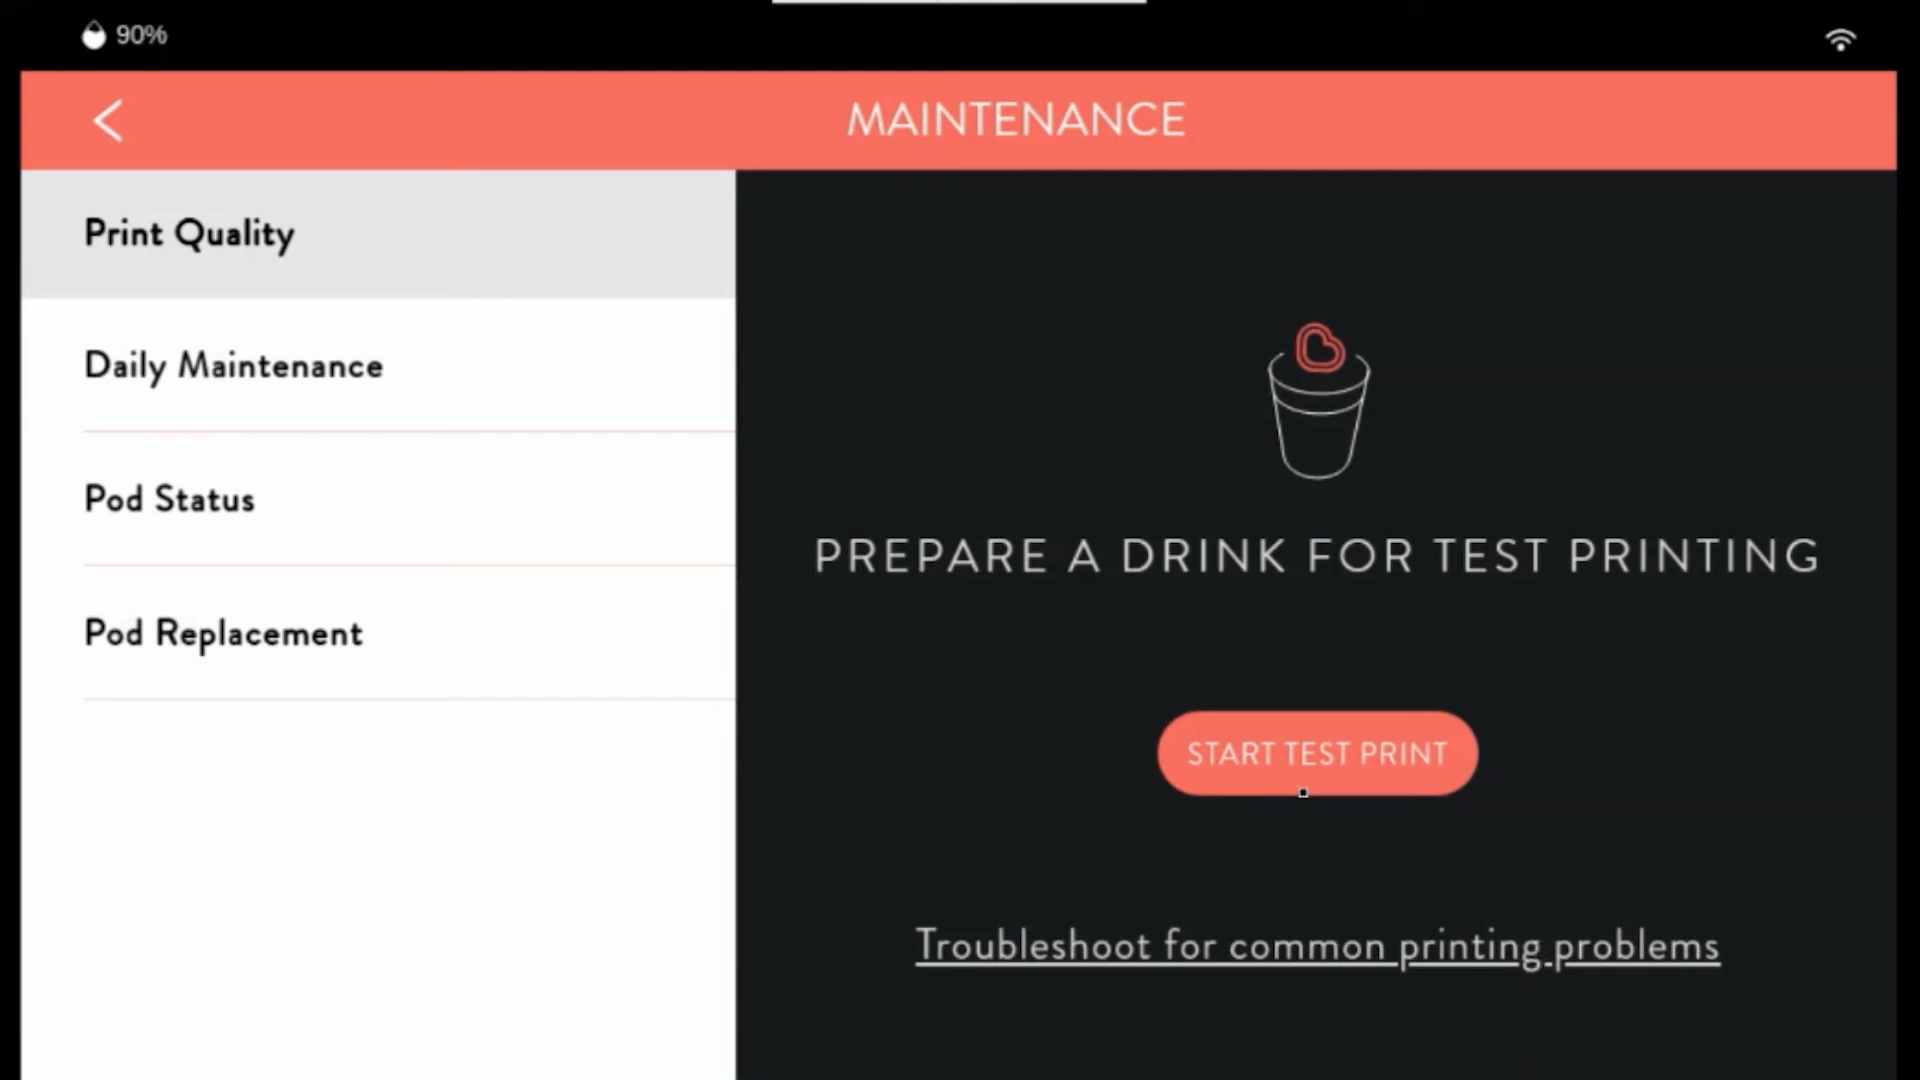 90%
MAINTENANCE
Print Quality
Daily Maintenance
Pod Status
Pod Replacement
PREPARE A DRINK FOR TEST PRINTING
START TEST PRINT
Troubleshoot for common printing problems